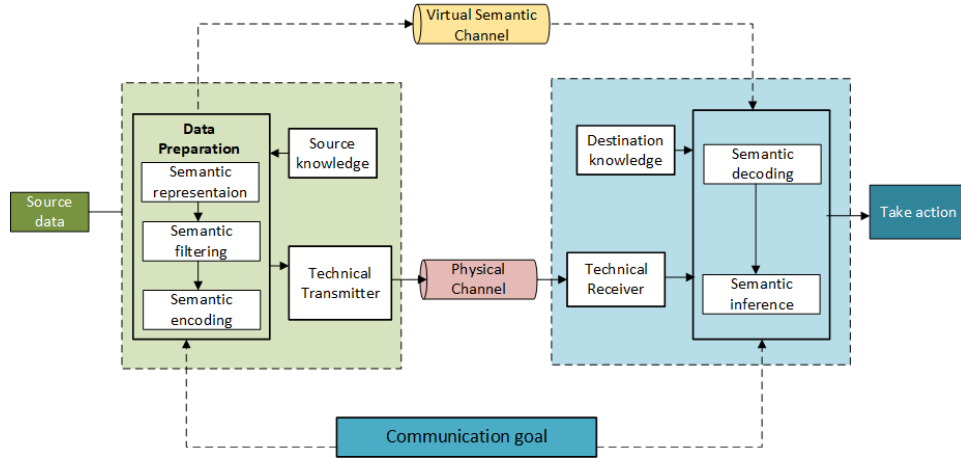 Virtual Semantic
Channel
Data
Preparation
Source
knowledge
Semantic
representaion
Semantic
filtering
Semantic
encoding
Source
data
Technical
Transmitter
Physical
Channel
Destination
knowledge
Technical
Receiver
Semantic
decoding
Semantic
inference
Take action
Communication goal